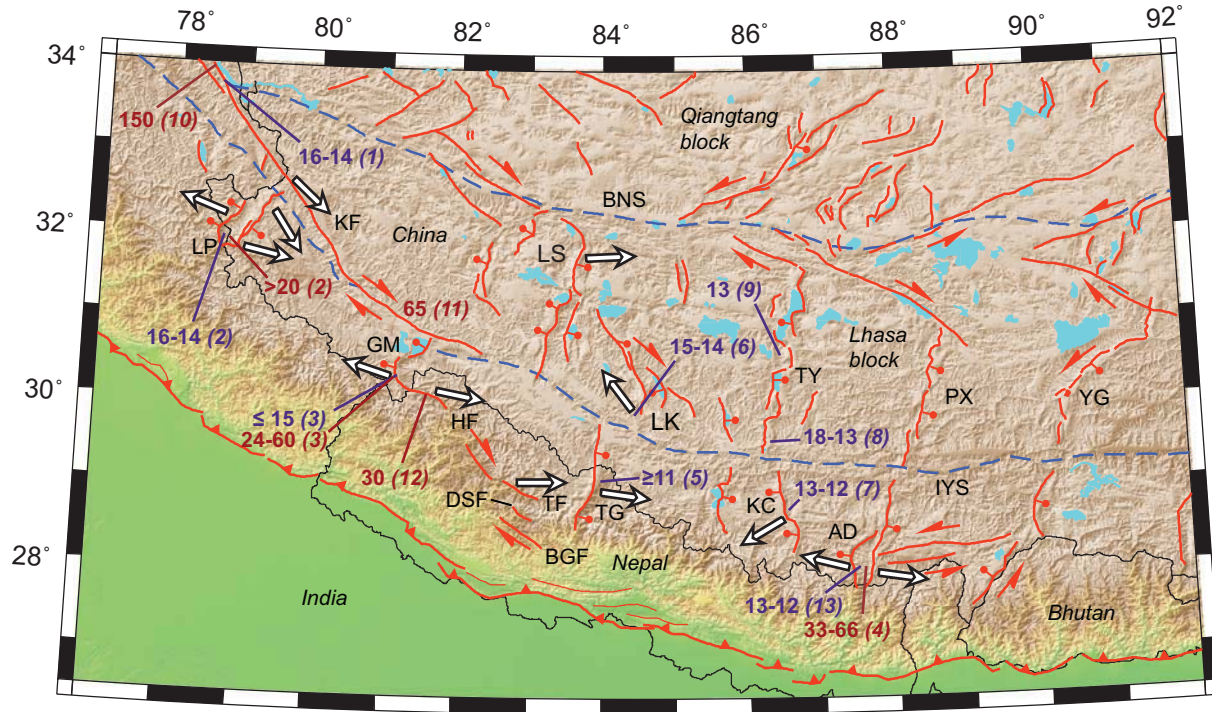 78° 80° 82° 84° 86° 88° 90° 92°
34°
150 (10)
16-14 (1)
Qiangtang
block
BNS
32°
KF
LP
China
LS
>20 (2)
16-14 (2)
65 (11)
13 (9)
15-14 (6)
Lhasa
block
GM
TY
30°
≤ 15 (3)
24-60 (3)
HF
LK
PX
YG
18-13 (8)
30 (12)
≥11 (5)
13-12 (7)
IYS
DSF
TF
TG
KC
AD
BGF
Nepal
28°
India
13-12 (13)
33-66 (4)
Bhutan